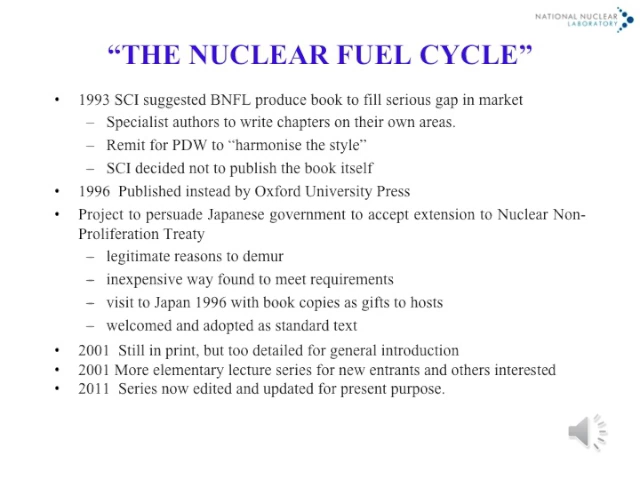 NATIONAL NUCLEAR
LABORATORY
“THE NUCLEAR FUEL CYCLE”
• 1993 SCI suggested BNFL produce book to fill serious gap in market
– Specialist authors to write chapters on their own areas.
– Remit for PDW to “harmonise the style”
– SCI decided not to publish the book itself
• 1996 Published instead by Oxford University Press
• Project to persuade Japanese government to accept extension to Nuclear Non-
Proliferation Treaty
– legitimate reasons to demur
– inexpensive way found to meet requirements
– visit to Japan 1996 with book copies as gifts to hosts
– welcomed and adopted as standard text
• 2001 Still in print, but too detailed for general introduction
• 2001 More elementary lecture series for new entrants and others interested
• 2011 Series now edited and updated for present purpose.